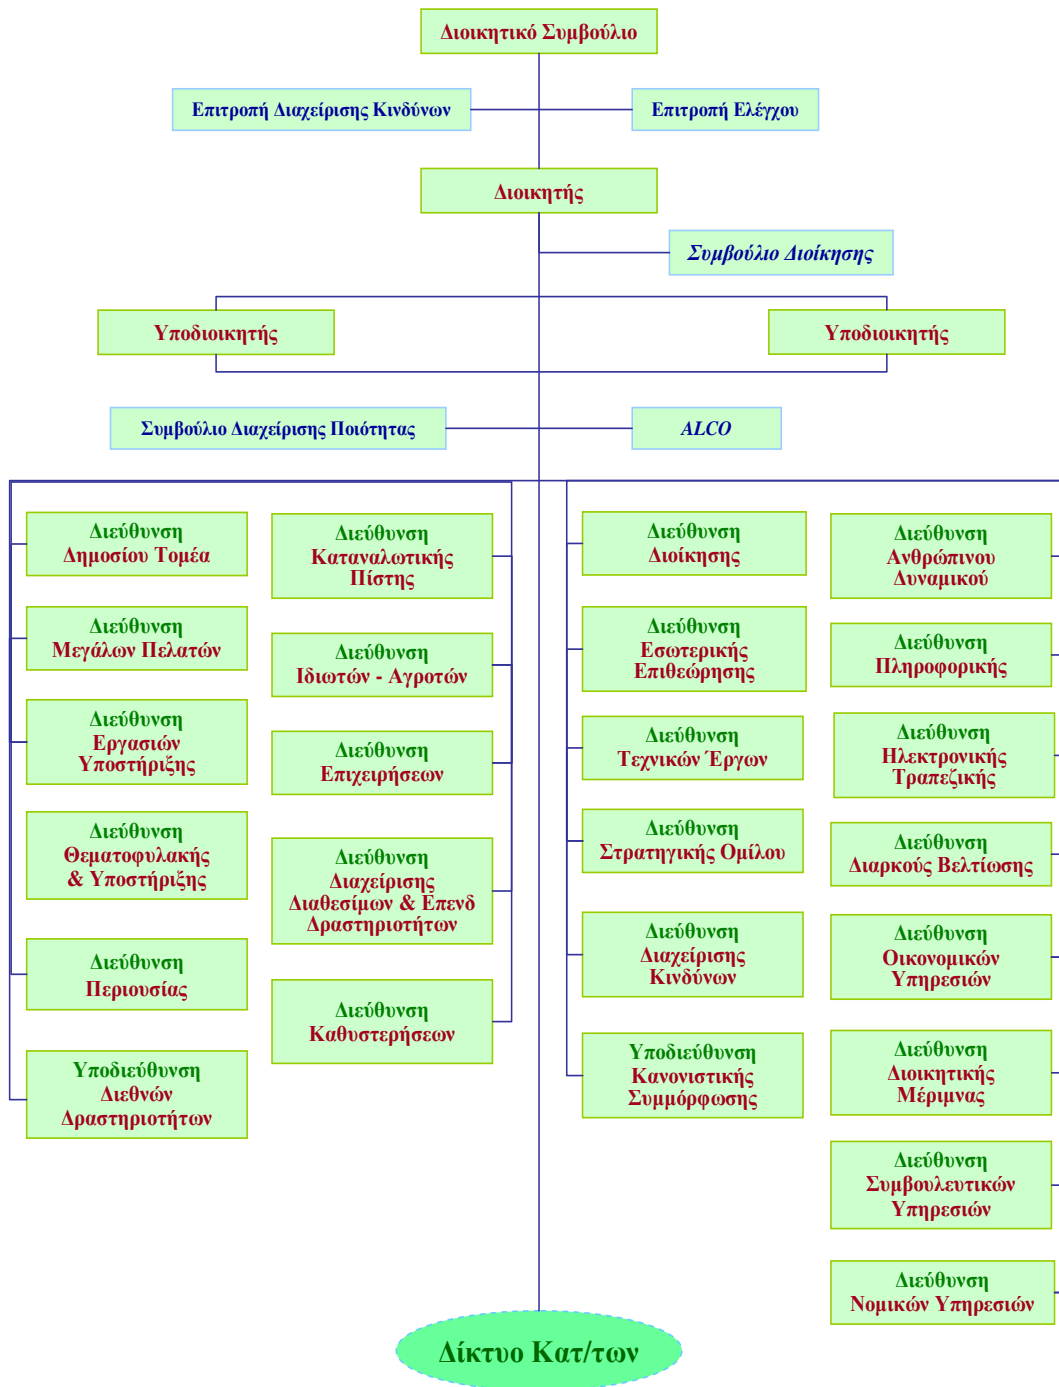 Διοικητικό Συμβούλιο
Επιτροπή Διαχείρισης Κινδύνων
Επιτροπή Ελέγχου
Διοικητής
Συμβούλιο Διοίκησης
Υποδιοικητής
Υποδιοικητής
Συμβούλιο Διαχείρισης Ποιότητας
ALCO
Διεύθυνση
Δημοσίου Τομέα
Διεύθυνση
Μεγάλων Πελατών
Διεύθυνση
Εργασιών
Υποστήριξης
Διεύθυνση
Θεματοφυλακής
& Υποστήριξης
Διεύθυνση
Περιουσίας
Υποδιεύθυνση
Διεθνών
Δραστηριοτήτων
Διεύθυνση
Καταναλωτικής
Πίστης
Διεύθυνση
Ιδιωτών - Αγροτών
Διεύθυνση
Επιχειρήσεων
Διεύθυνση
Διαχείρισης
Διαθεσίμων & Επενδ
Δραστηριοτήτων
Διεύθυνση
Καθυστερήσεων
Διεύθυνση
Διοίκησης
Διεύθυνση
Εσωτερικής
Επιθεώρησης
Διεύθυνση
Τεχνικών Έργων
Διεύθυνση
Στρατηγικής Ομίλου
Διεύθυνση
Διαχείρισης
Κινδύνων
Υποδιεύθυνση
Κανονιστικής
Συμμόρφωσης
Διεύθυνση
Ανθρώπινου
Δυναμικού
Διεύθυνση
Πληροφορικής
Διεύθυνση
Ηλεκτρονικής
Τραπεζικής
Διεύθυνση
Διαρκούς Βελτίωσης
Διεύθυνση
Οικονομικών
Υπηρεσιών
Διεύθυνση
Διοικητικής
Μέριμνας
Διεύθυνση
Συμβουλευτικών
Υπηρεσιών
Διεύθυνση
Νομικών Υπηρεσιών
Δίκτυο Κατ/των